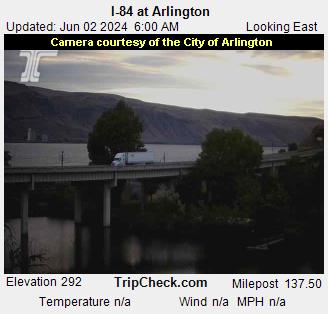 I-84 at Arlington
Updated: Jun 02 2024 6:00 AM Looking East
Camera courtesy of the City of Arlington
Elevation 292 TripCheck.com Milepost 137.50
Temperature n/a Wind n/a MPH n/a